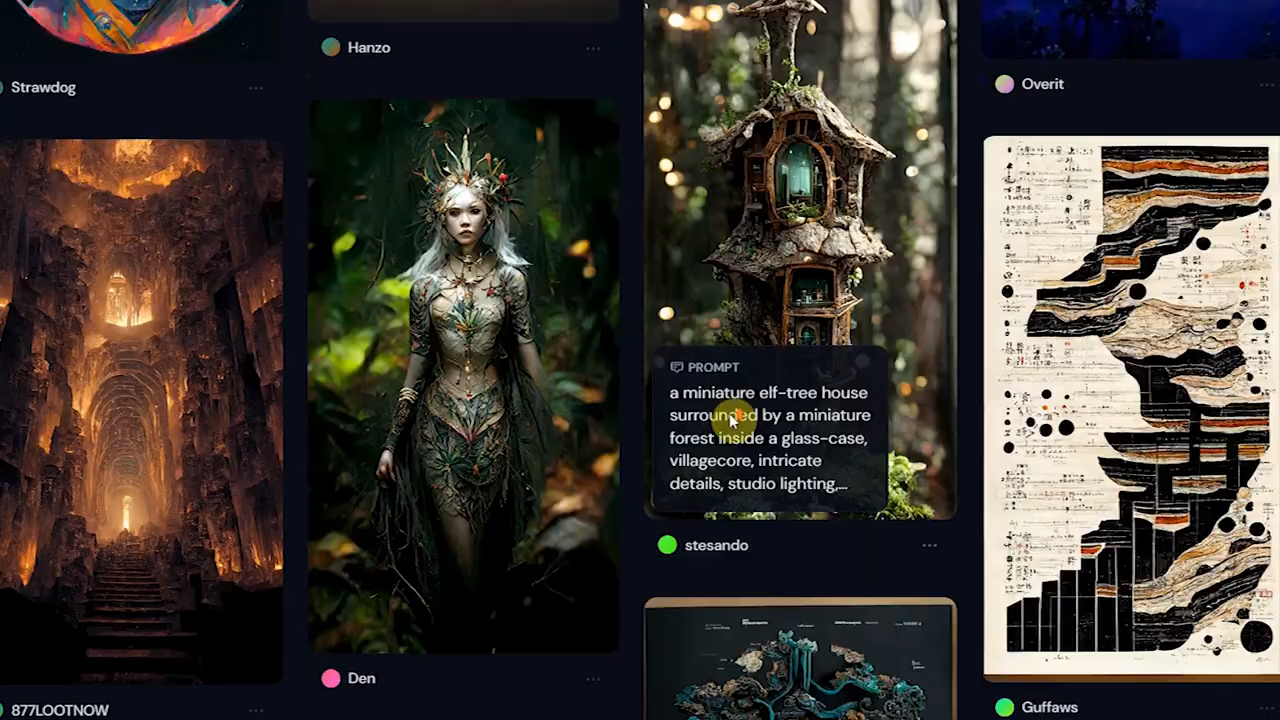 Strawdog
Hanzo
Overit
PROMPT
a miniature elf-tree house
surrounded by a miniature
forest inside a glass-case,
villagecore, intricate
details, studio lighting,...
stesando
Den
877LOOTNOW
Guffaws